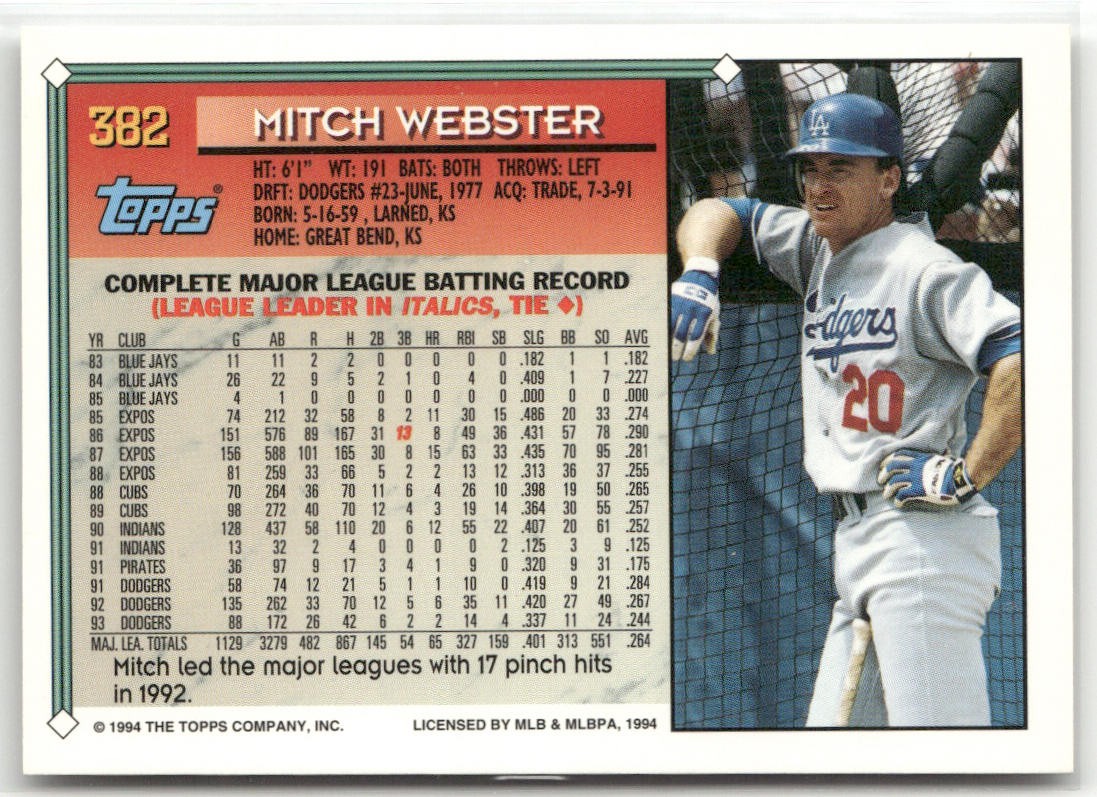 382 MITCH WEBSTER
Topps®
HT: 6'1" WT: 191 BATS: BOTH THROWS: LEFT
DRFT: DODGERS #23-JUNE, 1977 ACQ: TRADE, 7-3-91
BORN: 5-16-59 , LARNED, KS
HOME: GREAT BEND, KS
COMPLETE MAJOR LEAGUE BATTING RECORD
(LEAGUE LEADER IN ITALICS, TIE ◆)
YR CLUB G AB R H 2B 3B HR RBI SB SLG BB SO AVG
83 BLUE JAYS 11 11 2 2 0 0 0 0 0 .182 1 1 .182
84 BLUE JAYS 26 22 9 5 2 1 0 4 0 .409 1 7 .227
85 BLUE JAYS 4 1 0 0 0 0 0 0 0 .000 0 0 .000
85 EXPOS 74 212 32 58 8 2 11 30 15 .486 20 33 .274
86 EXPOS 151 576 89 167 31 13 8 49 36 .431 57 78 .290
87 EXPOS 156 588 101 165 30 8 15 63 33 .435 70 95 .281
88 EXPOS 81 259 33 66 5 2 2 13 12 .313 36 37 .255
88 CUBS 70 264 36 70 11 6 4 26 10 .398 19 50 .265
89 CUBS 98 272 40 70 12 4 3 19 14 .364 30 55 .257
90 INDIANS 128 437 58 110 20 6 12 55 22 .407 20 61 .252
91 INDIANS 13 32 2 4 0 0 0 0 2 .125 3 9 .125
91 PIRATES 36 97 9 17 3 4 1 9 0 .320 9 31 .175
91 DODGERS 58 74 12 21 5 1 1 10 0 .419 9 21 .284
92 DODGERS 135 262 33 70 12 5 6 35 11 .420 27 49 .267
93 DODGERS 88 172 26 42 6 2 2 14 4 .337 11 24 .244
MAJ. LEA. TOTALS 1129 3279 482 867 145 54 65 327 159 .401 313 551 .264
Mitch led the major leagues with 17 pinch hits
in 1992.
© 1994 THE TOPPS COMPANY, INC. LICENSED BY MLB & MLBPA, 1994
LA
Dodgers
20